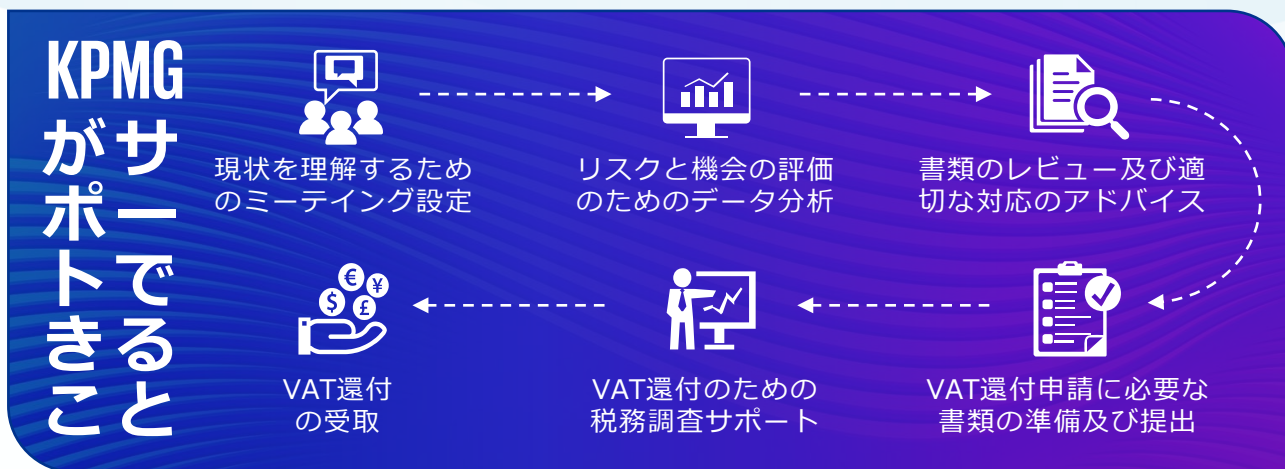 KPMG
がサ
ポー
トで
きる
こと
現状を理解するため
のミーテイング設定
リスクと機会の評価
のためのデータ分析
書類のレビュー及び適
切な対応のアドバイス
VAT還付申請に必要な
書類の準備及び提出
VAT還付のための
税務調査サポート
VAT還付
の受取